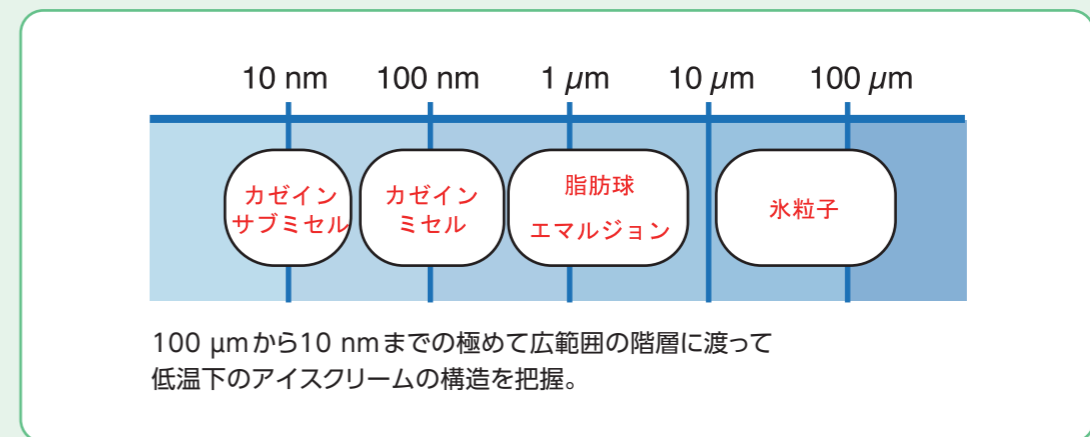 10 nm 100 nm 1 μm 10 μm 100 μm
カゼイン
サブミセル
カゼイン
ミセル
脂肪球
エマルジョン
氷粒子
100 μmから10 nmまでの極めて広範囲の階層に渡って
低温下のアイスクリームの構造を把握。